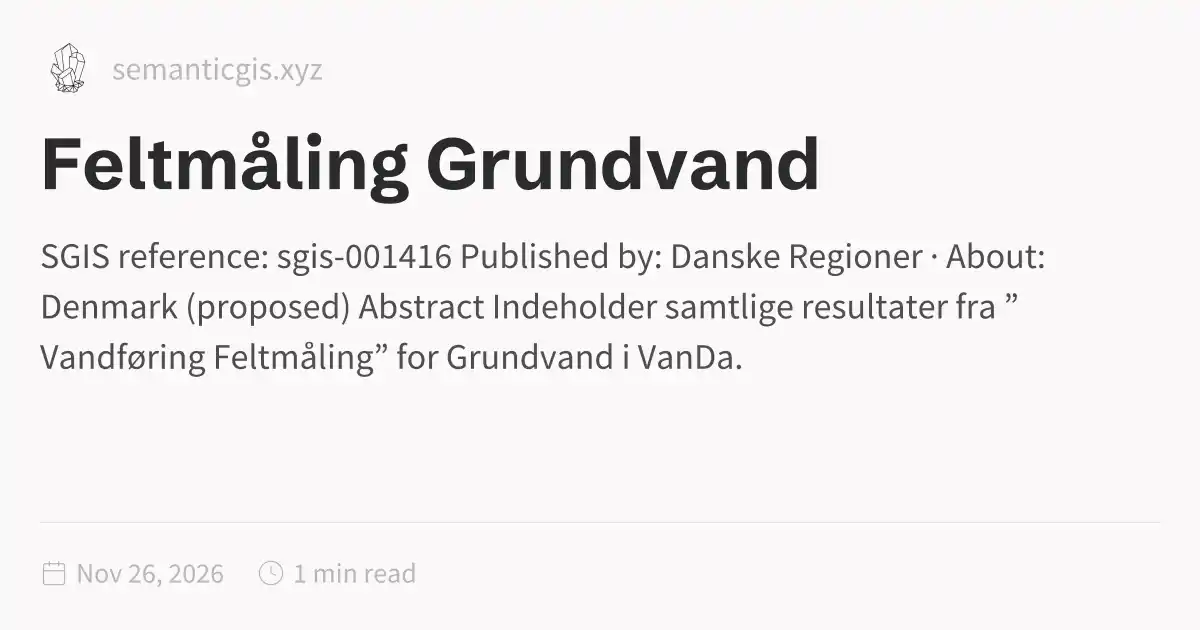 semanticgis.xyz
Feltmåling Grundvand
SGIS reference: sgis-001416 Published by: Danske Regioner · About:
Denmark (proposed) Abstract Indeholder samtlige resultater fra ”
Vandføring Feltmåling” for Grundvand i VanDa.
Nov 26, 2026 1 min read